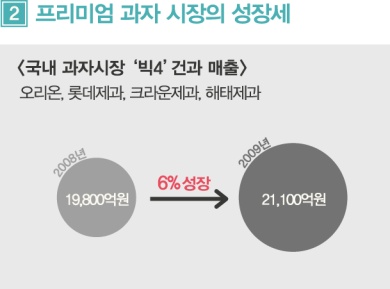 2 프리미엄 과자 시장의 성장세
<국내 과자시장 ‘빅4’ 건과 매출>
오리온, 롯데제과, 크라운제과, 해태제과
2008년
2009년
19,800억원
6% 성장
21,100억원